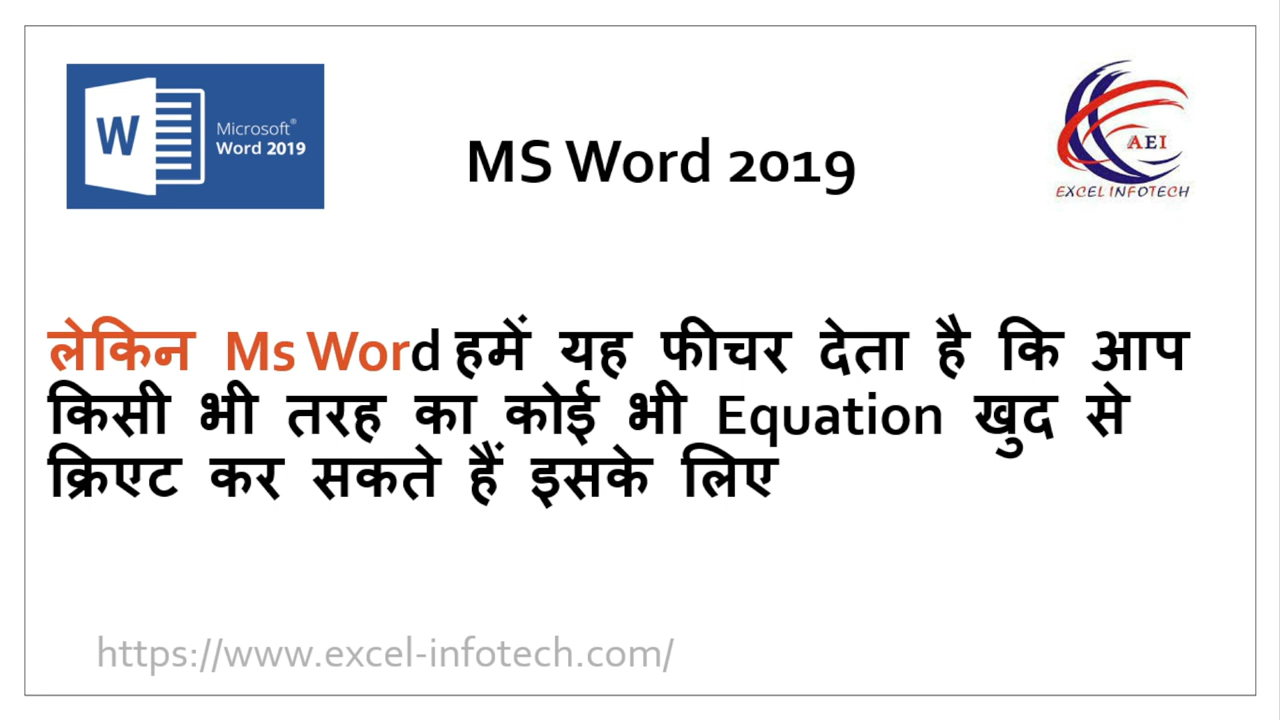 W
Microsoft®
Word 2019
MS Word 2019
AEI
EXCEL INFOTECH
लेकिन Ms Word हमें यह फीचर देता है कि आप
किसी भी तरह का कोई भी Equation खुद से
क्रिएट कर सकते हैं इसके लिए
https://www.excel-infotech.com/